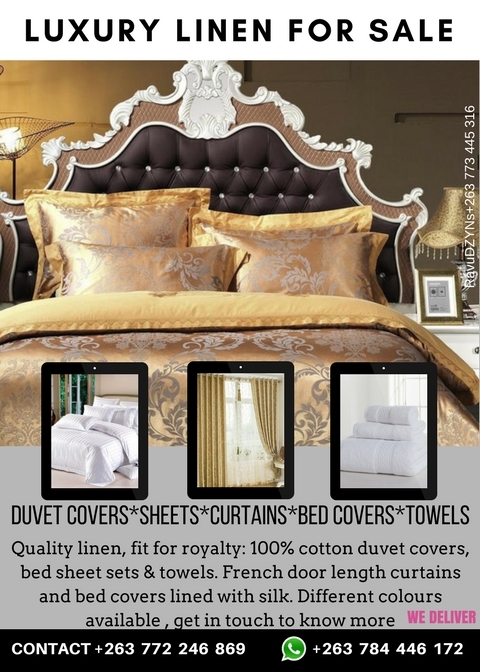 LUXURY LINEN FOR SALE
RavuDZYNs+263 773 445 316
DUVET COVERS*SHEETS*CURTAINS*BED COVERS*TOWELS
Quality linen, fit for royalty: 100% cotton duvet covers,
bed sheet sets & towels. French door length curtains
and bed covers lined with silk. Different colours
available , get in touch to know more
WE DELIVER
CONTACT +263 772 246 869
+263 784 446 172